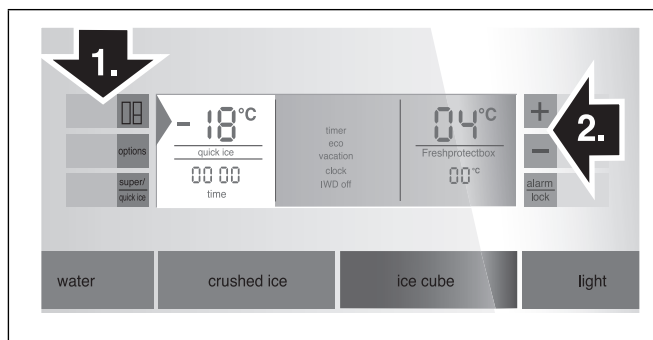 1.
options
super/
quick ice
- 18°C
quick ice
00 00
time
timer
eco
vacation
clock
IWD off
04°C
Freshprotectbox
00°C
+
-
alarm
lock
2.
water
crushed ice
ice cube
light